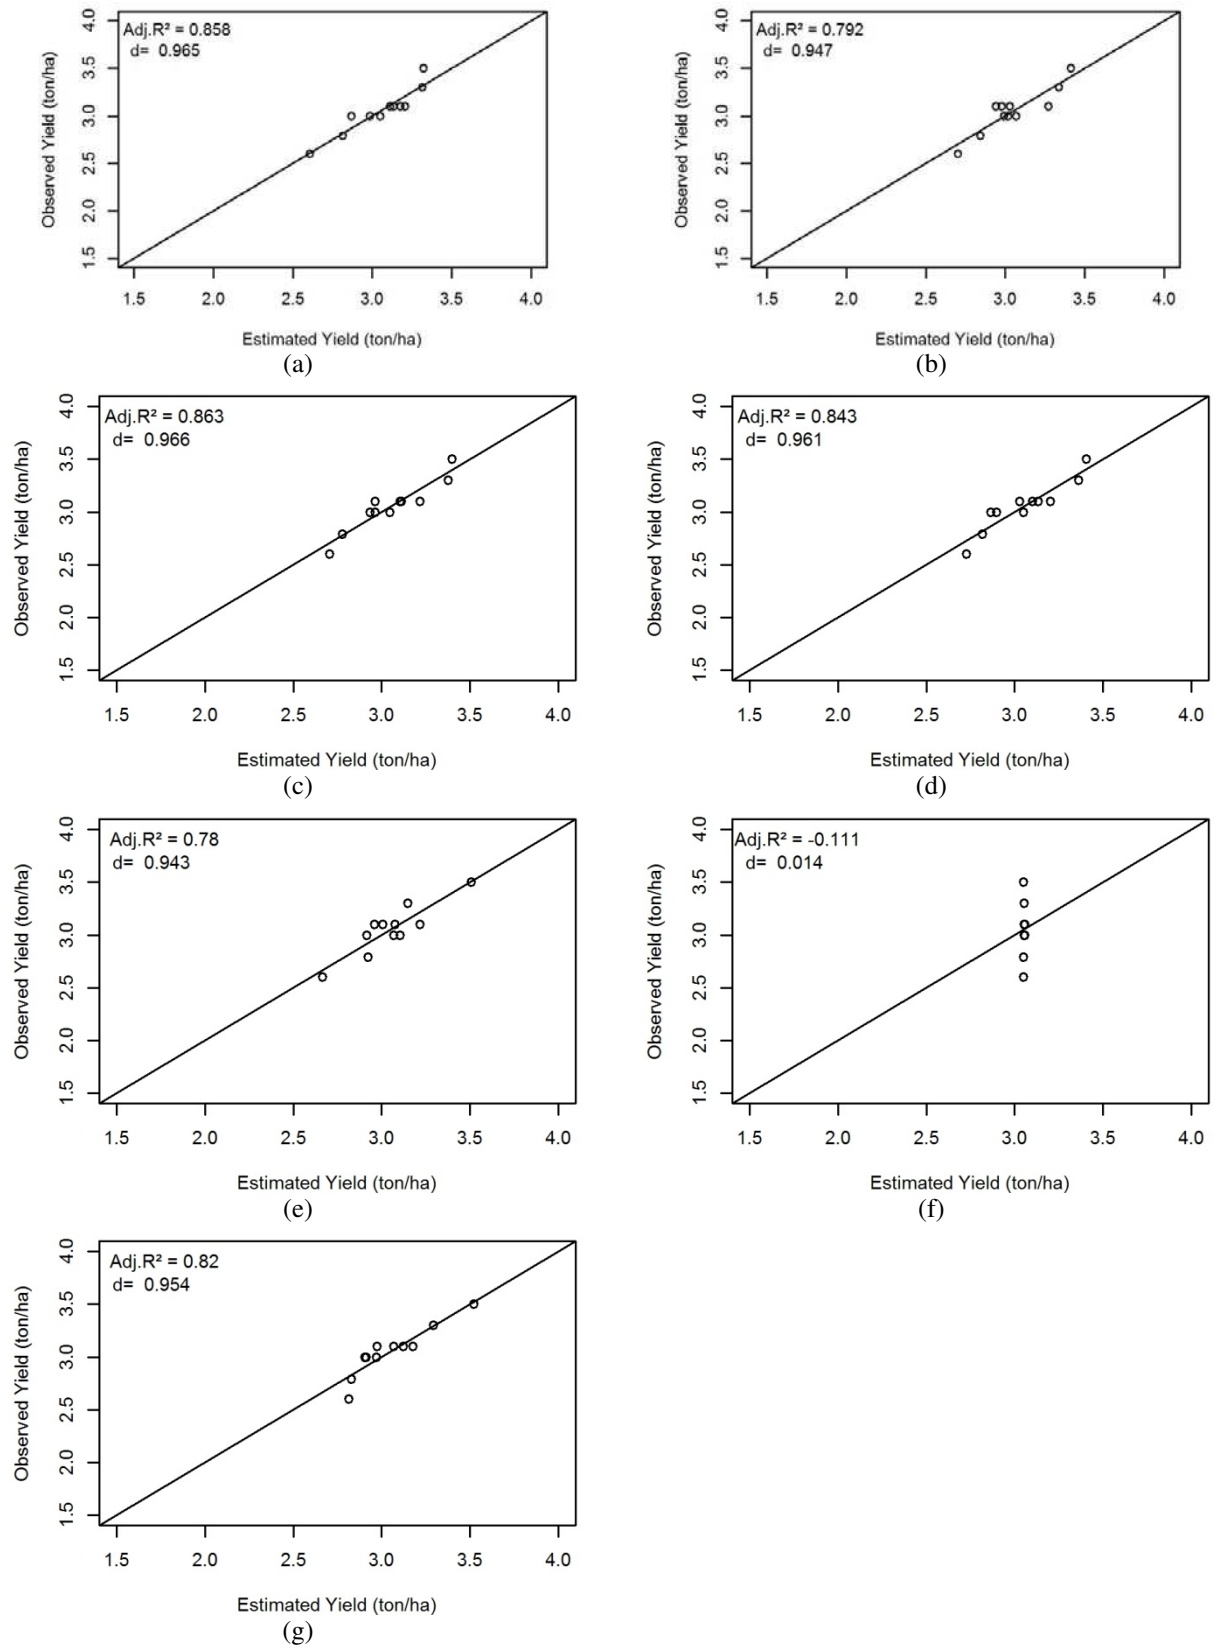 Adj.R² = 0.858
d= 0.965
Observed Yield (ton/ha)
4.0
3.5
3.0
2.5
2.0
1.5
1.5 2.0 2.5 3.0 3.5 4.0
Estimated Yield (ton/ha)
(a)
Adj.R² = 0.792
d= 0.947
Observed Yield (ton/ha)
4.0
3.5
3.0
2.5
2.0
1.5
1.5 2.0 2.5 3.0 3.5 4.0
Estimated Yield (ton/ha)
(b)
Adj.R² = 0.863
d= 0.966
Observed Yield (ton/ha)
4.0
3.5
3.0
2.5
2.0
1.5
1.5 2.0 2.5 3.0 3.5 4.0
Estimated Yield (ton/ha)
(c)
Adj.R² = 0.843
d= 0.961
Observed Yield (ton/ha)
4.0
3.5
3.0
2.5
2.0
1.5
1.5 2.0 2.5 3.0 3.5 4.0
Estimated Yield (ton/ha)
(d)
Adj.R² = 0.78
d= 0.943
Observed Yield (ton/ha)
4.0
3.5
3.0
2.5
2.0
1.5
1.5 2.0 2.5 3.0 3.5 4.0
Estimated Yield (ton/ha)
(e)
Adj.R² = -0.111
d= 0.014
Observed Yield (ton/ha)
4.0
3.5
3.0
2.5
2.0
1.5
1.5 2.0 2.5 3.0 3.5 4.0
Estimated Yield (ton/ha)
(f)
Adj.R² = 0.82
d= 0.954
Observed Yield (ton/ha)
4.0
3.5
3.0
2.5
2.0
1.5
1.5 2.0 2.5 3.0 3.5 4.0
Estimated Yield (ton/ha)
(g)